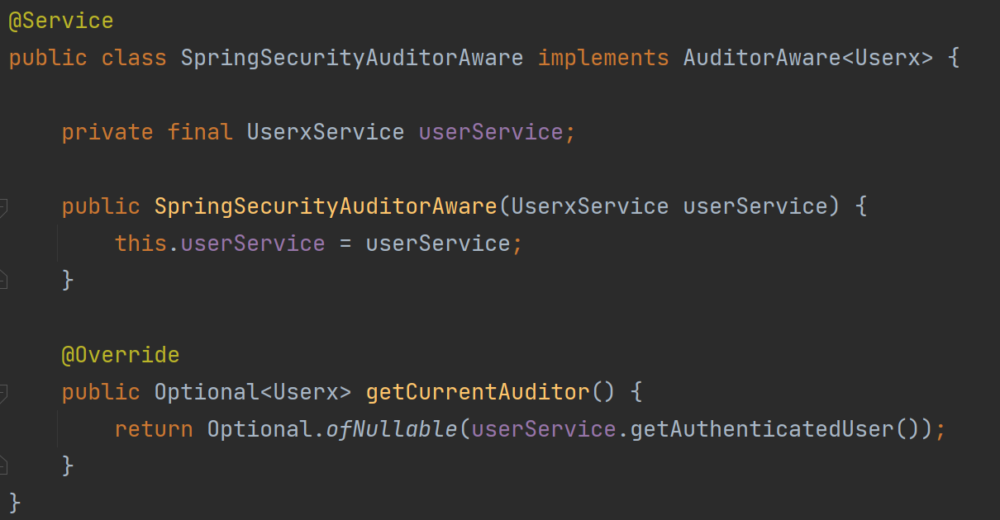 @Service
public class SpringSecurityAuditorAware implements AuditorAware<Userx> {
private final UserxService userService;
public SpringSecurityAuditorAware(UserxService userService) {
this.userService = userService;
}
@Override
public Optional<Userx> getCurrentAuditor() {
return Optional.ofNullable(userService.getAuthenticatedUser());
}
}